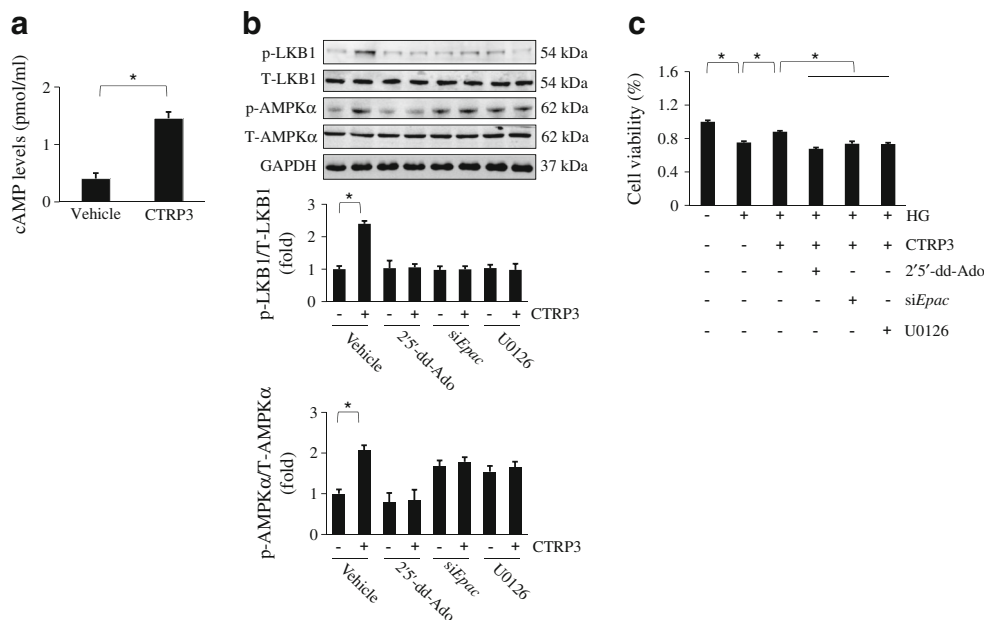 a
cAMP levels (pmol/ml)
2
1
0
*
Vehicle CTRP3
b
p-LKB1 54 kDa
T-LKB1 54 kDa
p-AMPKα 62 kDa
T-AMPKα 62 kDa
GAPDH 37 kDa
p-LKB1/T-LKB1
(fold)
3
2
1
0
*
- + - + - + - + CTRP3
Vehicle 2'5'-dd-Ado siEpac U0126
p-AMPKα/T-AMPKα
(fold)
3
2
1
0
*
- + - + - + - + CTRP3
Vehicle 2'5'-dd-Ado siEpac U0126
c
Cell viability (%)
1.6
1.2
0.8
0.4
0
* * *
- + + + + + HG
- - + + + + CTRP3
- - - + - - 2′5′-dd-Ado
- - - - + - siEpac
- - - - - + U0126